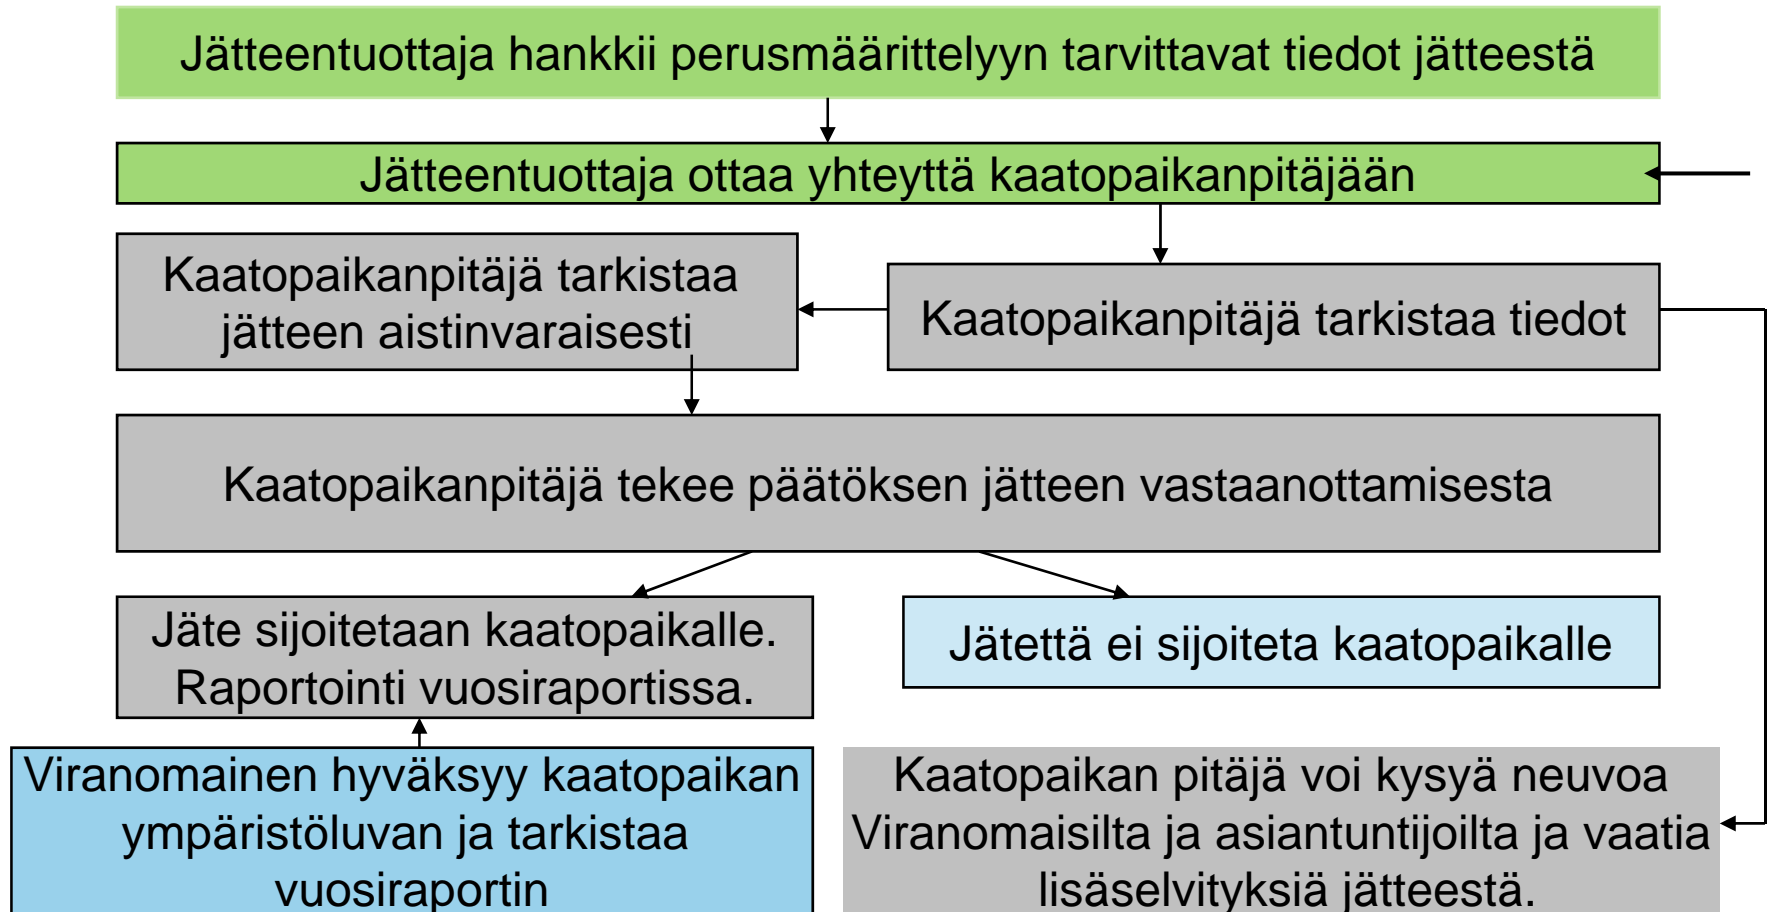 Jätteentuottaja hankkii perusmäärittelyyn tarvittavat tiedot jätteestä
Jätteentuottaja ottaa yhteyttä kaatopaikanpitäjään
Kaatopaikanpitäjä tarkistaa
jätteen aistinvaraisesti
Kaatopaikanpitäjä tarkistaa tiedot
Kaatopaikanpitäjä tekee päätöksen jätteen vastaanottamisesta
Jäte sijoitetaan kaatopaikalle.
Raportointi vuosiraportissa.
Jätettä ei sijoiteta kaatopaikalle
Viranomainen hyväksyy kaatopaikan
ympäristöluvan ja tarkistaa
vuosiraportin
Kaatopaikan pitäjä voi kysyä neuvoa
Viranomaisilta ja asiantuntijoilta ja vaatia
lisäselvityksiä jätteestä.